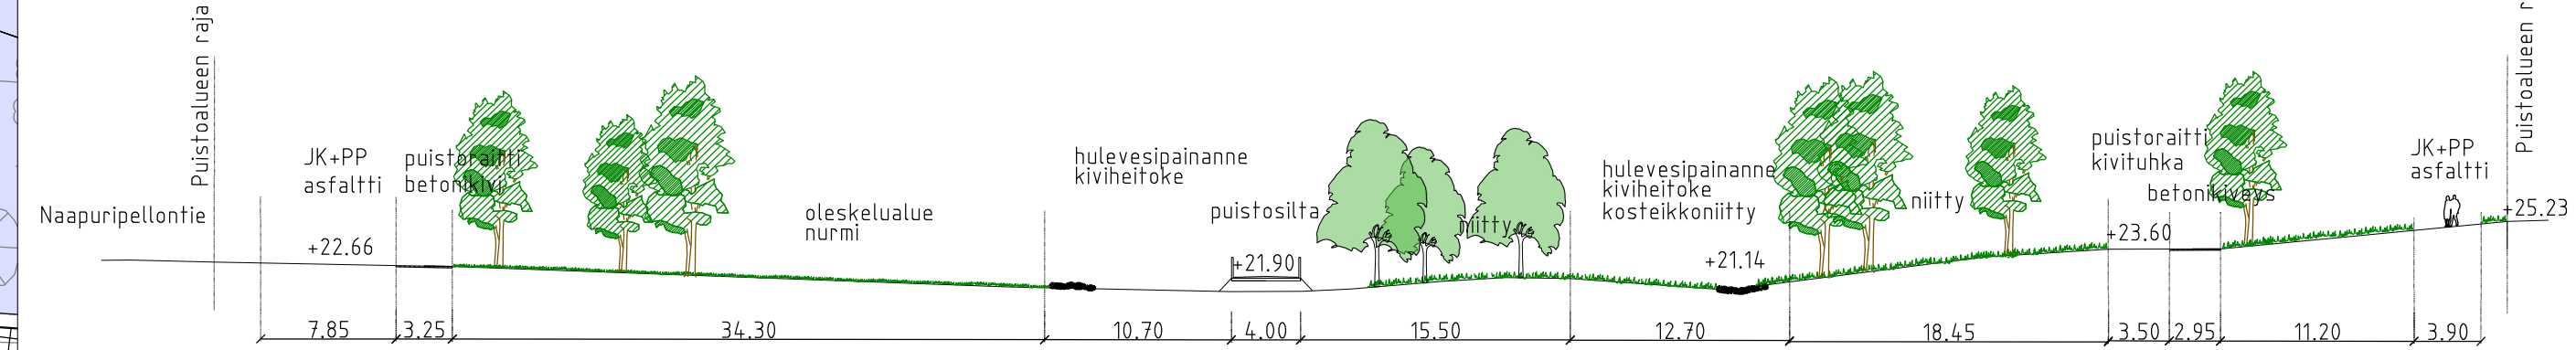 Puistoalueen raja
Naapuripellontie
JK+PP
asfaltti
+22.66
puistoraitti
betonikivi
oleskelualue
nurmi
hulevesipainanne
kiviheitoke
puistosilta
+21.90
niitty
hulevesipainanne
kiviheitoke
kosteikkoniitty
+21.14
niitty
puistoraitti
kivituhka
+23.60
betonikiveys
JK+PP
asfaltti
+25.23
Puistoalueen r
7.85 3.25 34.30 10.70 4.00 15.50 12.70 18.45 3.50 2.95 11.20 3.90